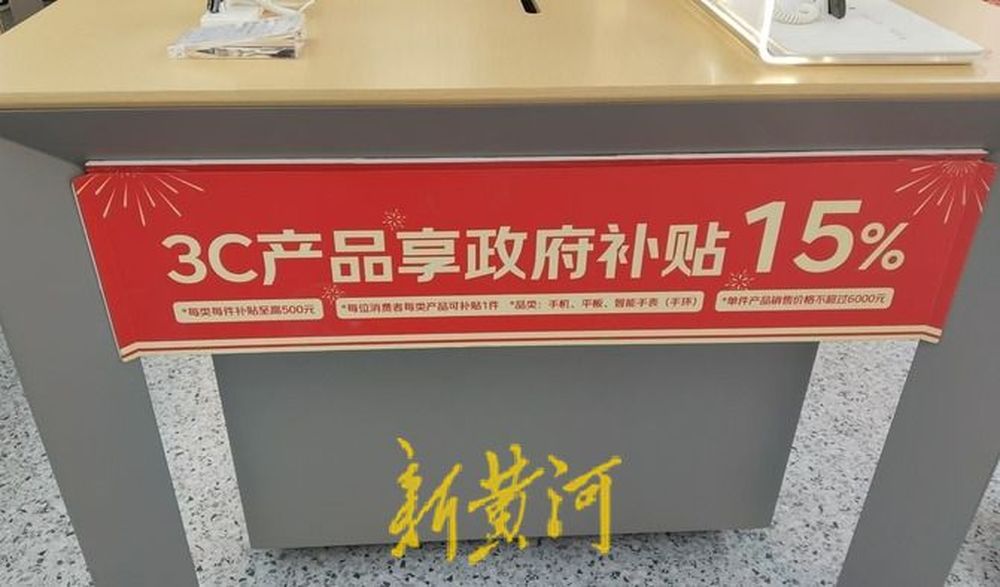 3C产品享政府补贴15%
*每类每件补贴至高500元
*每位消费者每类产品可补贴1件 *品类：手机、平板、智能手表（手环）
*单件产品销售价格不超过6000元
新黄河